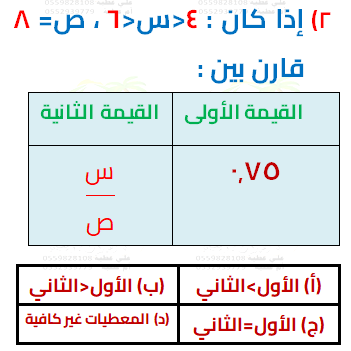 ٢) إذا كان : ٤<س<٦ ، ص= ٨
قارن بين :
القيمة الأولى القيمة الثانية
٠,٧٥ س
ص
(أ) الأول>الثاني (ب) الأول<الثاني
(ج) الأول=الثاني (د) المعطيات غير كافية